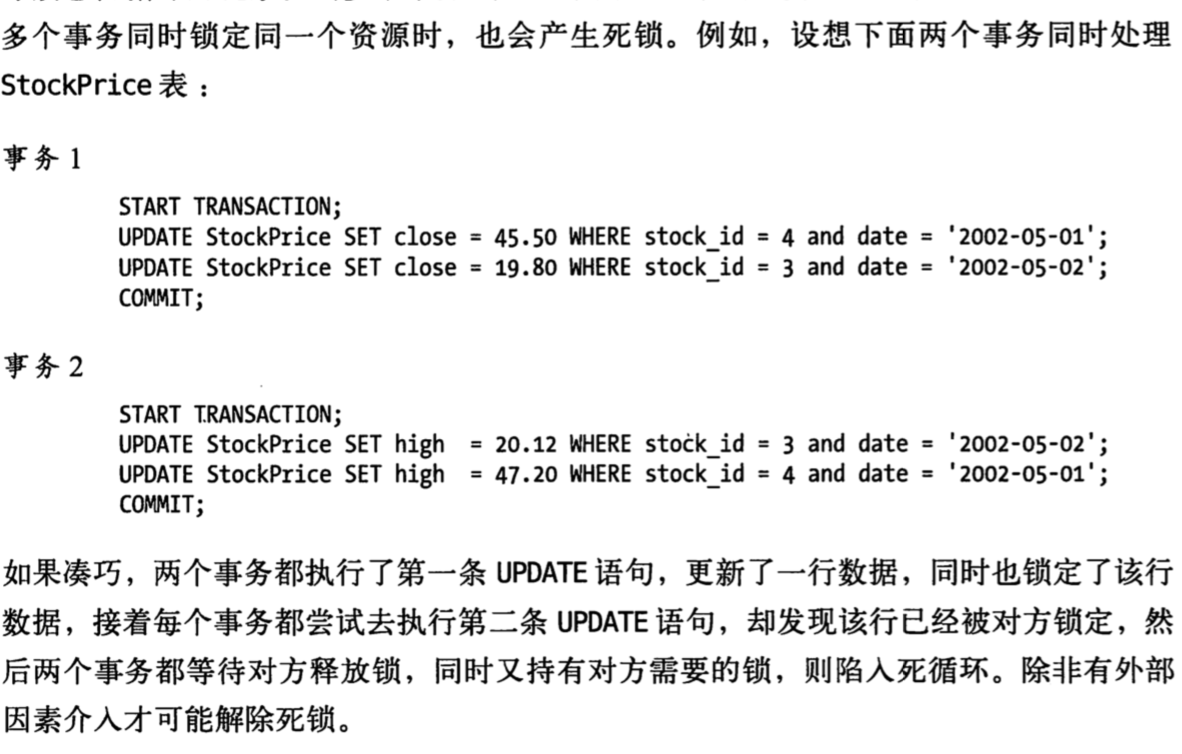 多个事务同时锁定同一个资源时，也会产生死锁。例如，设想下面两个事务同时处理
StockPrice 表：
事务 1
START TRANSACTION;
UPDATE StockPrice SET close = 45.50 WHERE stock_id = 4 and date = '2002-05-01';
UPDATE StockPrice SET close = 19.80 WHERE stock_id = 3 and date = '2002-05-02';
COMMIT;
事务 2
START TRANSACTION;
UPDATE StockPrice SET high  = 20.12 WHERE stock_id = 3 and date = '2002-05-02';
UPDATE StockPrice SET high  = 47.20 WHERE stock_id = 4 and date = '2002-05-01';
COMMIT;
如果凑巧，两个事务都执行了第一条 UPDATE 语句，更新了一行数据，同时也锁定了该行
数据，接着每个事务都尝试去执行第二条 UPDATE 语句，却发现该行已经被对方锁定，然
后两个事务都等待对方释放锁，同时又持有对方需要的锁，则陷入死循环。除非有外部
因素介入才可能解除死锁。